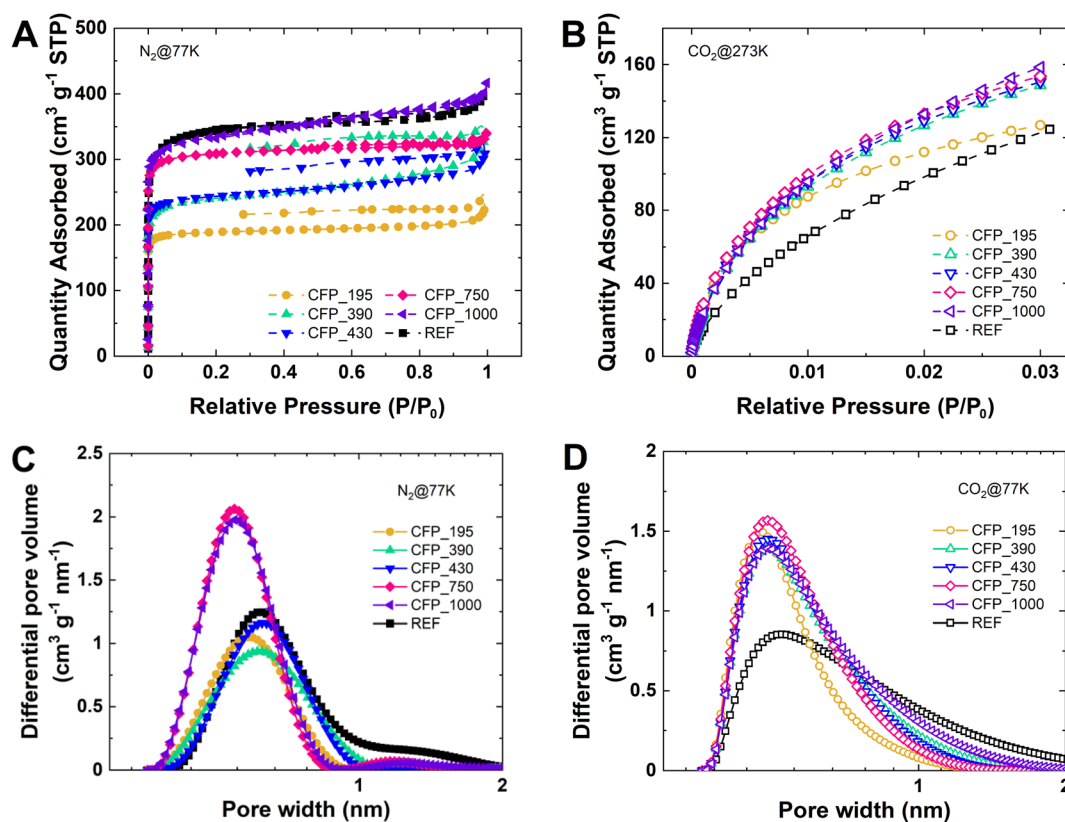 A
N₂@77K
Quantity Adsorbed (cm³ g⁻¹ STP)
500
400
300
200
100
0
CFP_195
CFP_390
CFP_430
CFP_750
CFP_1000
REF
0
0.2
0.4
0.6
0.8
1
Relative Pressure (P/P₀)
B
CO₂@273K
Quantity Adsorbed (cm³ g⁻¹ STP)
160
120
80
40
0
CFP_195
CFP_390
CFP_430
CFP_750
CFP_1000
REF
0
0.01
0.02
0.03
Relative Pressure (P/P₀)
C
N₂@77K
Differential pore volume
(cm³ g⁻¹ nm⁻¹)
2.5
2
1.5
1
0.5
0
CFP_195
CFP_390
CFP_430
CFP_750
CFP_1000
REF
1
2
Pore width (nm)
D
CO₂@77K
Differential pore volume
(cm³ g⁻¹ nm⁻¹)
2
1.5
1
0.5
0
CFP_195
CFP_390
CFP_430
CFP_750
CFP_1000
REF
1
2
Pore width (nm)